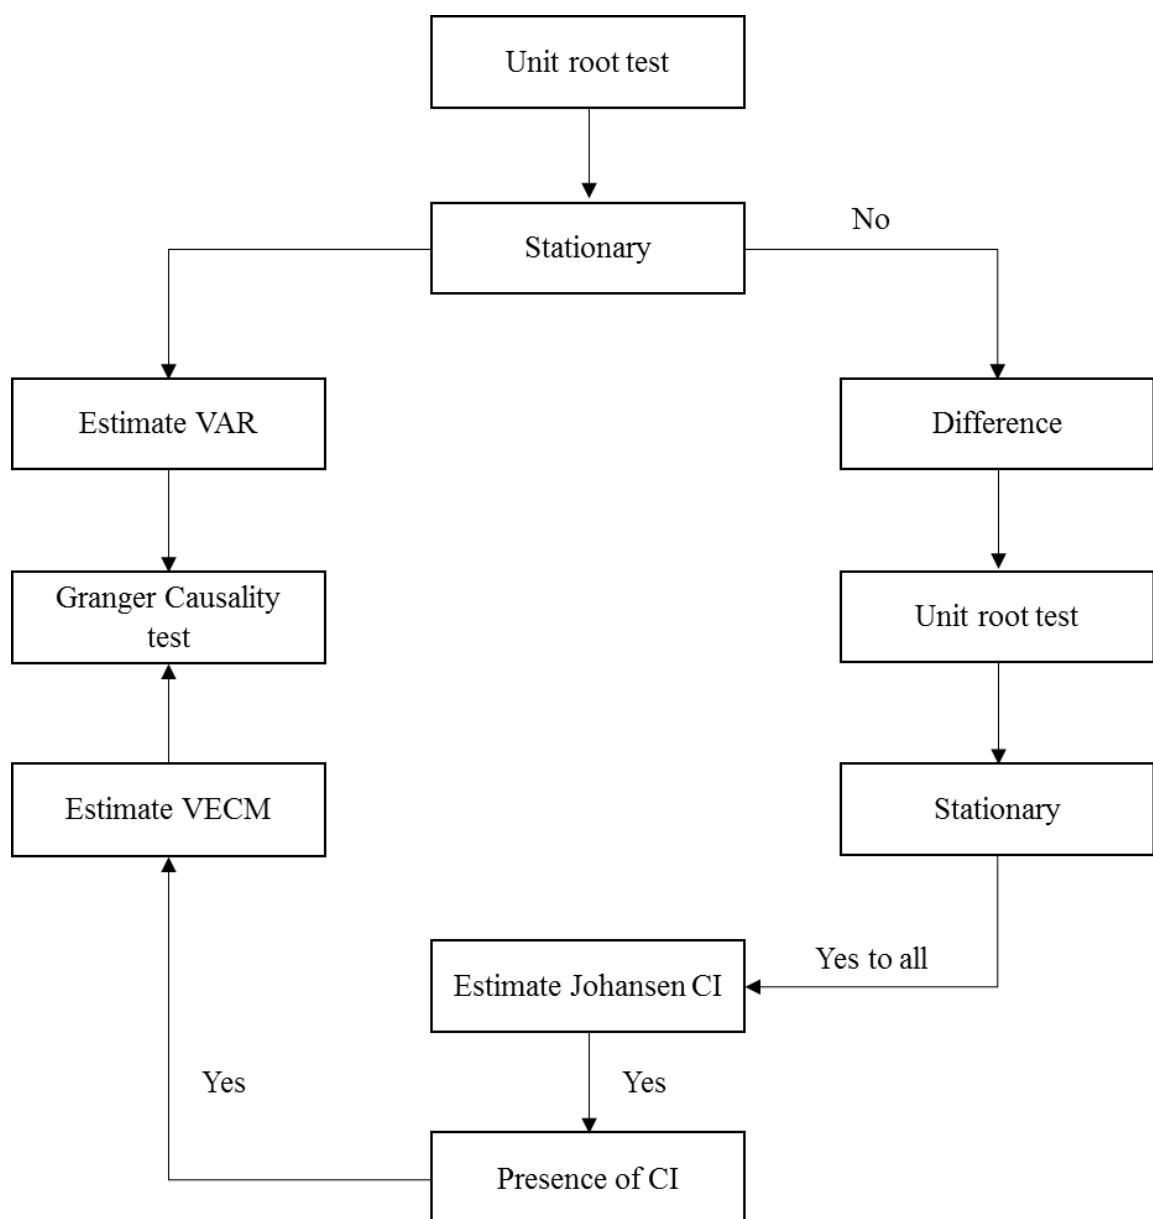 Unit root test
No
Stationary
Estimate VAR
Difference
Granger Causality
test
Unit root test
Estimate VECM
Stationary
Yes to all
Estimate Johansen CI
Yes
Yes
Presence of CI